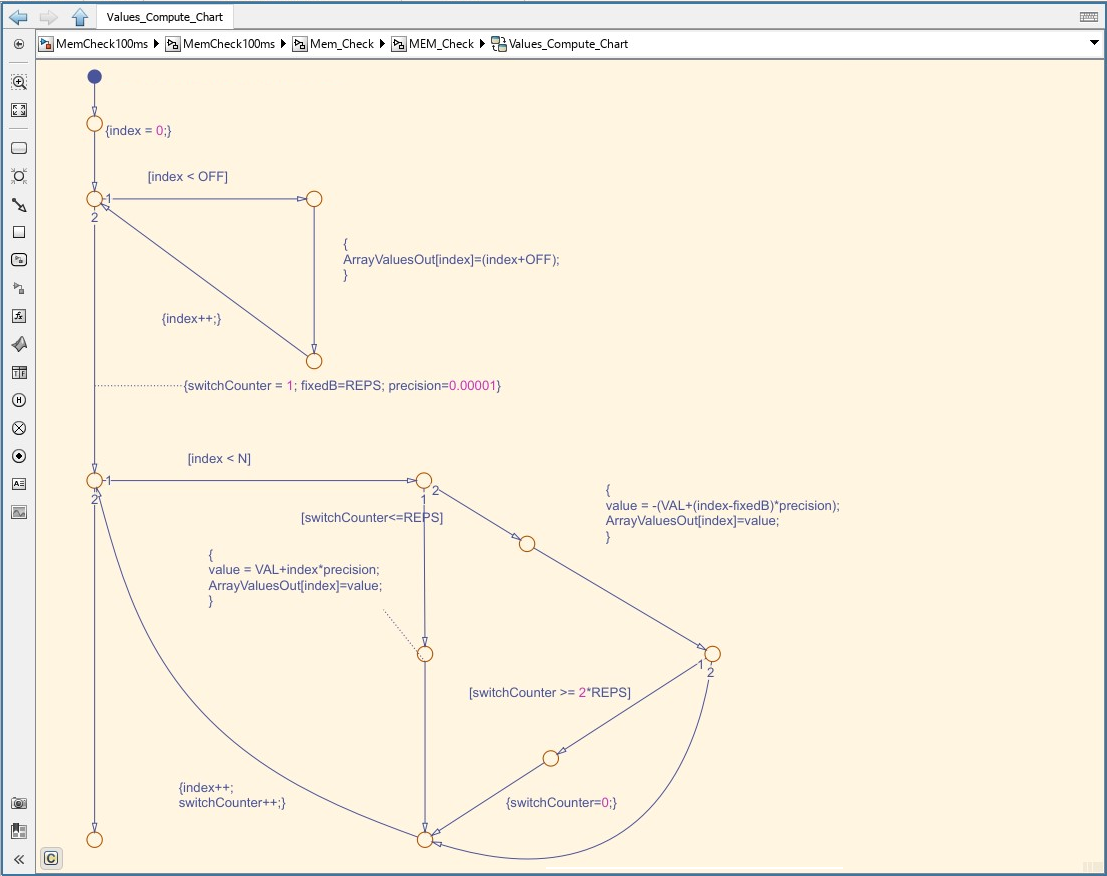 Values_Compute_Chart
MemCheck100ms MemCheck100ms Mem_Check MEM_Check Values_Compute_Chart
{index = 0;}
[index < OFF]
1
2
{
ArrayValuesOut[index]=(index+OFF);
}
{index++;}
{switchCounter = 1; fixedB=REPS; precision=0.00001}
[index < N]
1
2
2
1
[switchCounter<=REPS]
{
value = -(VAL+(index-fixedB)*precision);
ArrayValuesOut[index]=value;
}
{
value = VAL+index*precision;
ArrayValuesOut[index]=value;
}
1
2
[switchCounter >= 2*REPS]
{index++;
switchCounter++;}
{switchCounter=0;}
C